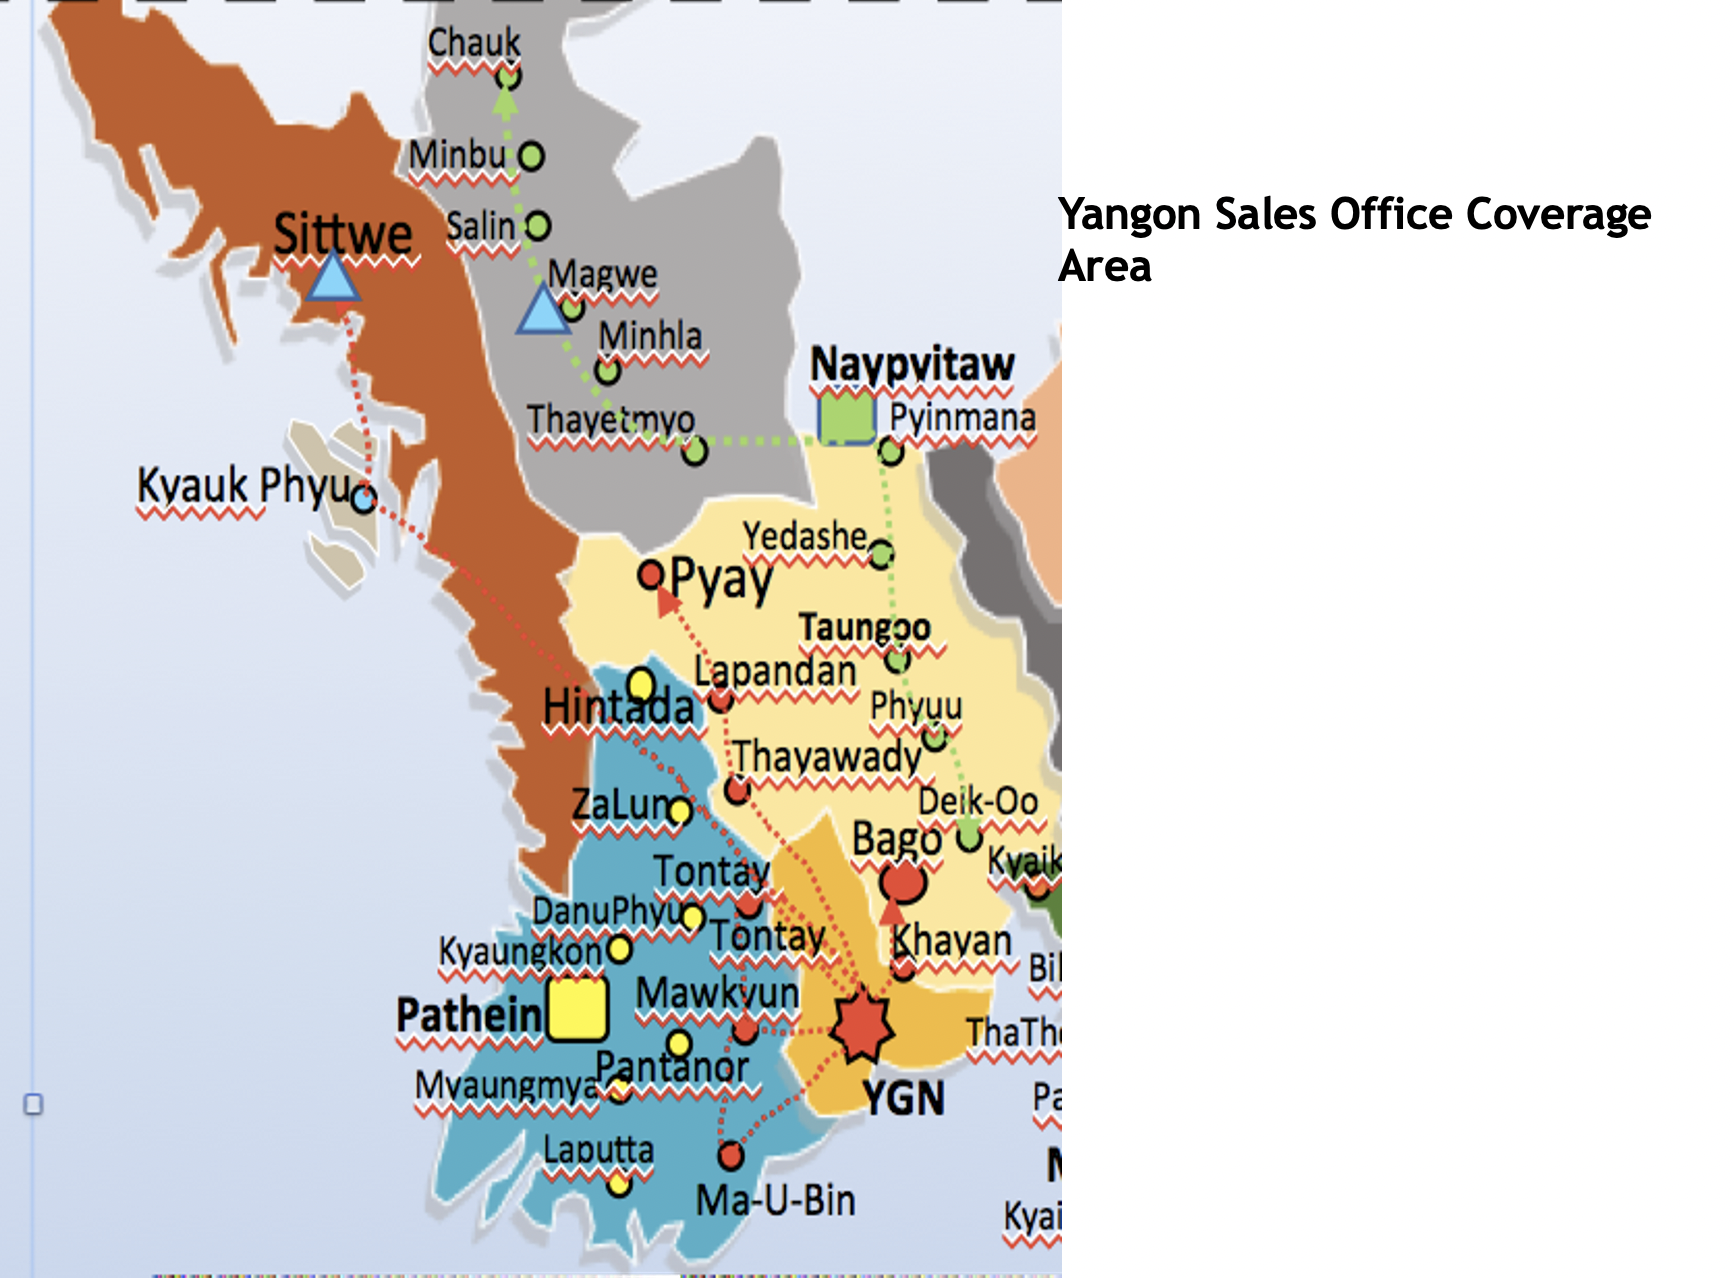 Chauk
Minbu
Salin
Sittwe
Magwe
Minhla
Yangon Sales Office Coverage
Area
Naypvitaw
Thayetmyo
Pyinmana
Kyauk Phyu
Yedashe
Pyay
Taungoo
Lapandan
Hintada
Phyuu
Thayawady
ZaLun
Deik-Oo
Bago
Kyaik
Tontay
DanuPhyu
Tontay
Khayan
Kyaungkon
Bil
Pathein
Mawkyun
ThaTh
Pantanor
Myaungmya
YGN
Pa
Laputta
Ma-U-Bin
Kyai